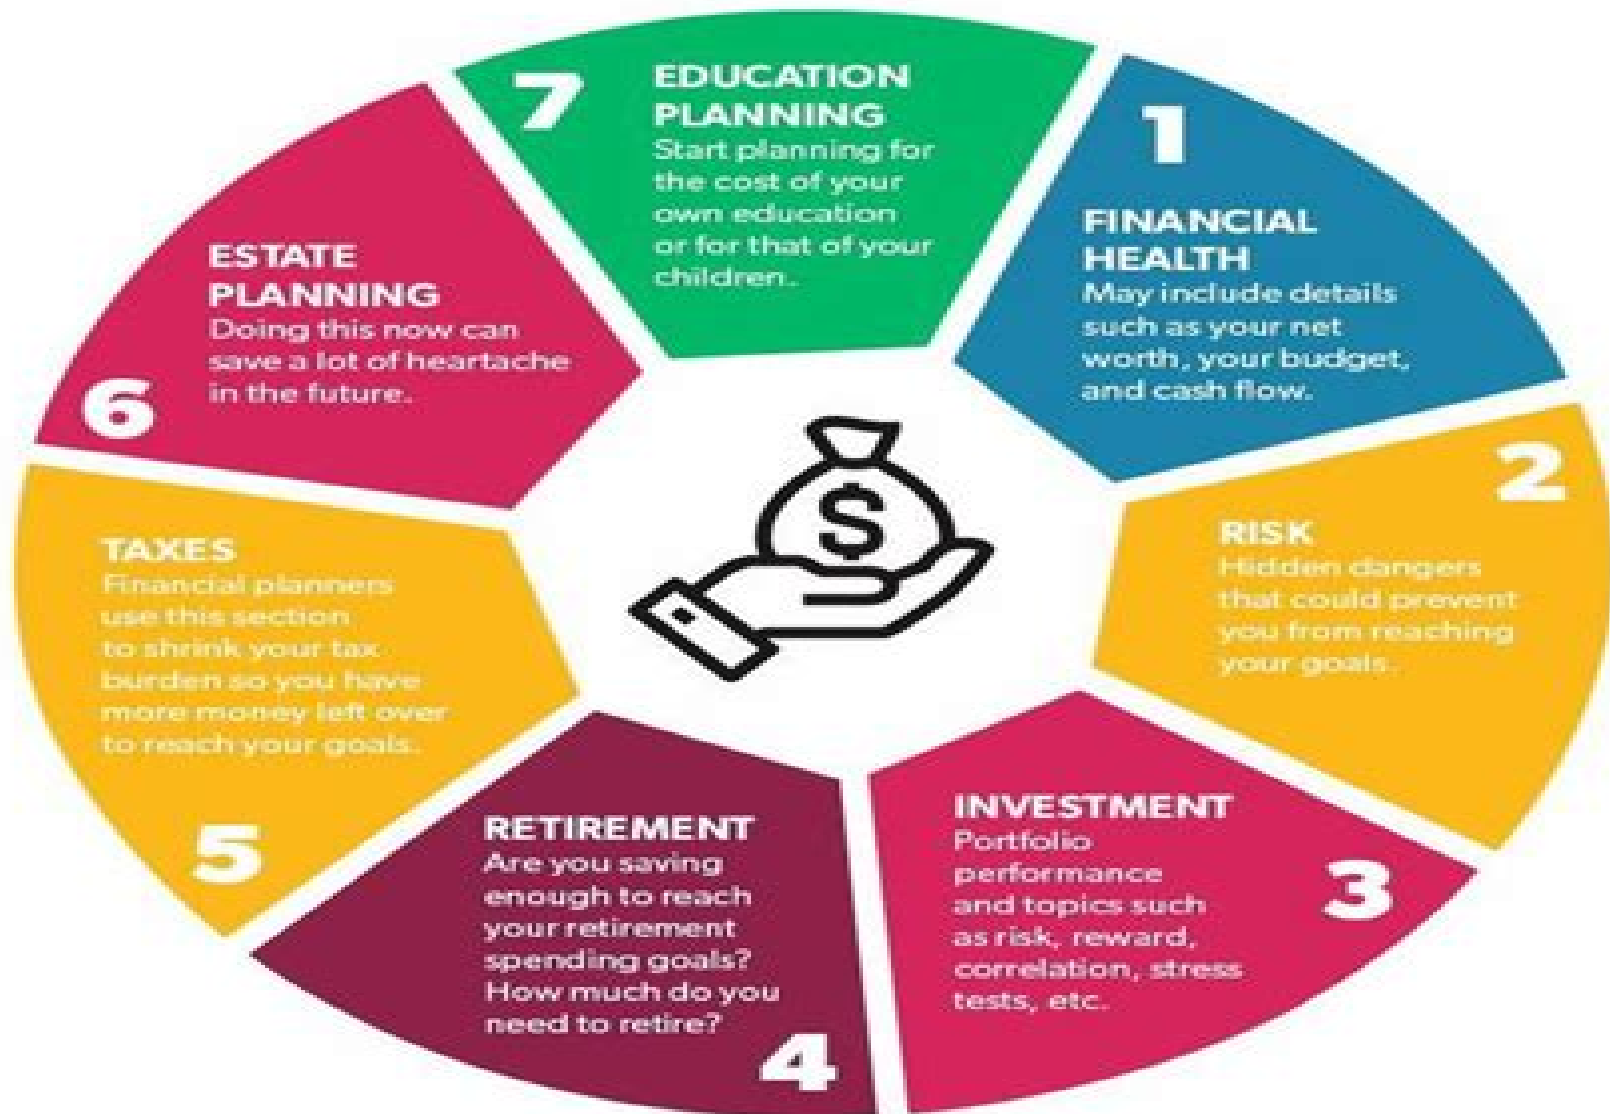 1
FINANCIAL
HEALTH
May include details
such as your net
worth, your budget,
and cash flow.
2
RISK
Hidden dangers
that could prevent
you from reaching
your goals.
3
INVESTMENT
Portfolio
performance
and topics such
as risk, reward,
correlation, stress
tests, etc.
4
RETIREMENT
Are you saving
enough to reach
your retirement
spending goals?
How much do you
need to retire?
5
TAXES
Financial planners
use this section
to shrink your tax
burden so you have
more money left over
to reach your goals.
6
ESTATE
PLANNING
Doing this now can
save a lot of heartache
in the future.
7
EDUCATION
PLANNING
Start planning for
the cost of your
own education
or for that of your
children.
$